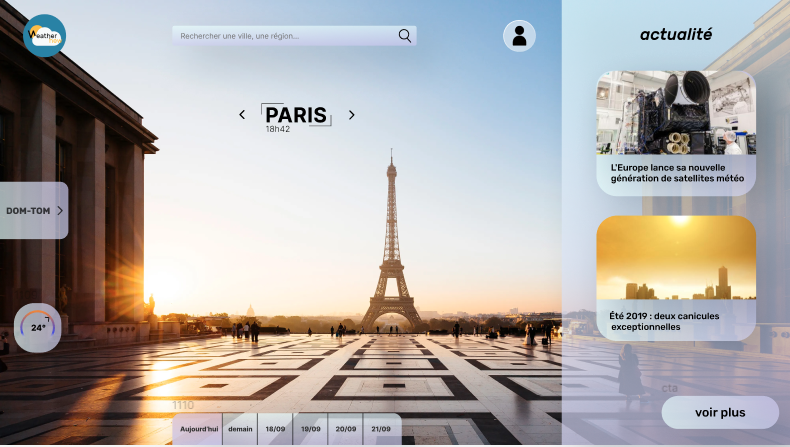 Weather
Rechercher une ville, une région...
actualité
PARIS
18h42
L'Europe lance sa nouvelle
génération de satellites météo
DOM-TOM
24°
Été 2019 : deux canicules
exceptionnelles
cta
1110
voir plus
Aujourd'hui demain 18/09 19/09 20/09 21/09